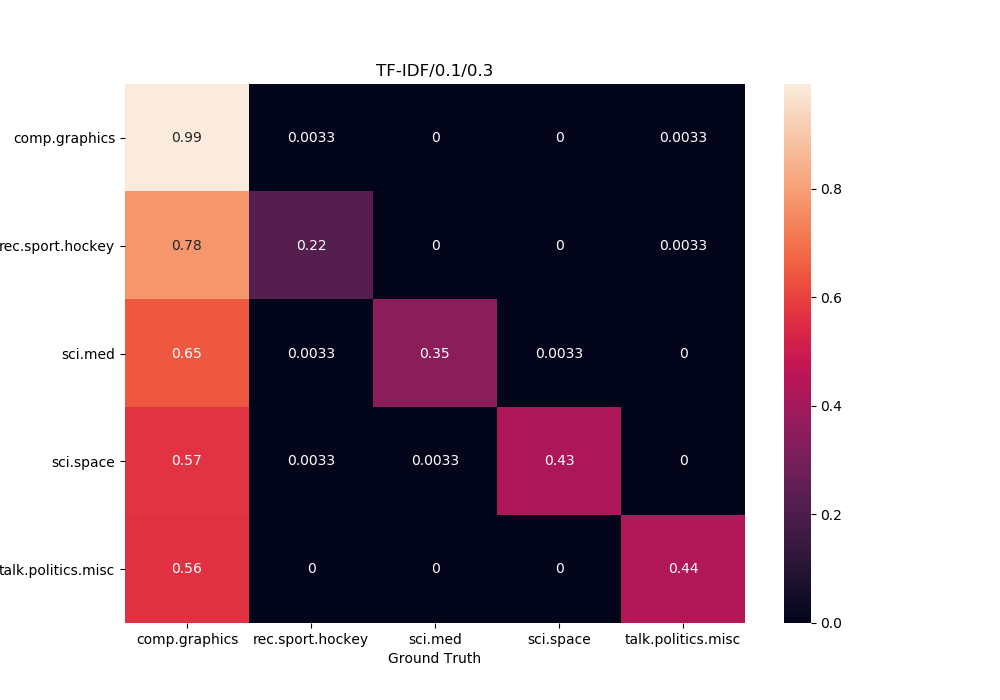 TF-IDF/0.1/0.3
comp.graphics 0.99 0.0033 0 0 0.0033
rec.sport.hockey 0.78 0.22 0 0 0.0033
0.8
sci.med 0.65 0.0033 0.35 0.0033 0
0.6
sci.space 0.57 0.0033 0.0033 0.43 0
0.4
talk.politics.misc 0.56 0 0 0 0.44
0.2
0.0
comp.graphics rec.sport.hockey sci.med sci.space talk.politics.misc
Ground Truth